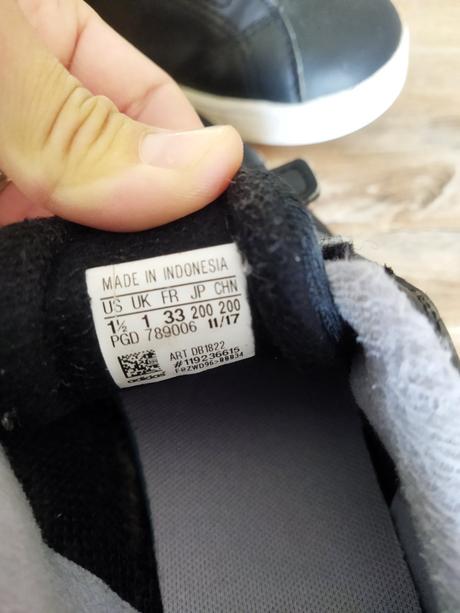 MADE IN INDONESIA
US UK FR JP CHN
1½ 1 33 200 200
PGD 789006 11/17
ART DB1822
#119236615
adidas